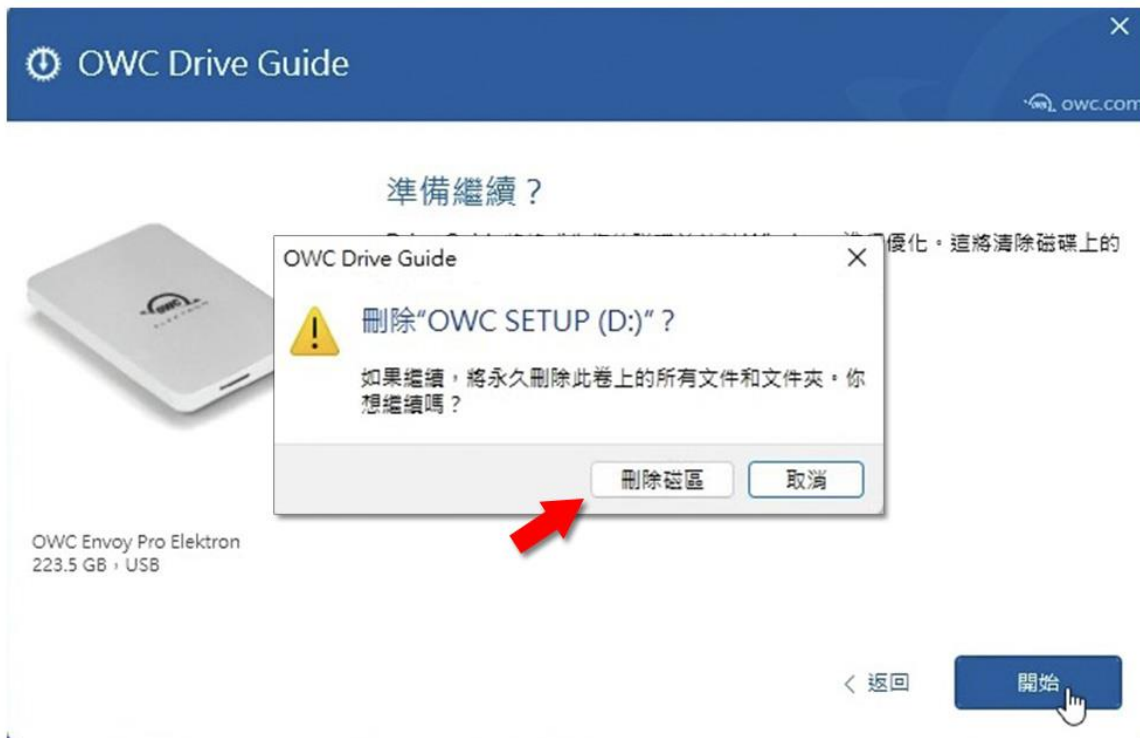 OWC Drive Guide
owc.com
準備繼續？
優化。這將清除磁碟上的
OWC Drive Guide
刪除“OWC SETUP (D:)“？
如果繼續，將永久刪除此卷上的所有文件和文件夾。你
想繼續嗎？
刪除磁區
取消
OWC
ELEKTRON
OWC Envoy Pro Elektron
223.5 GB，USB
返回
開始